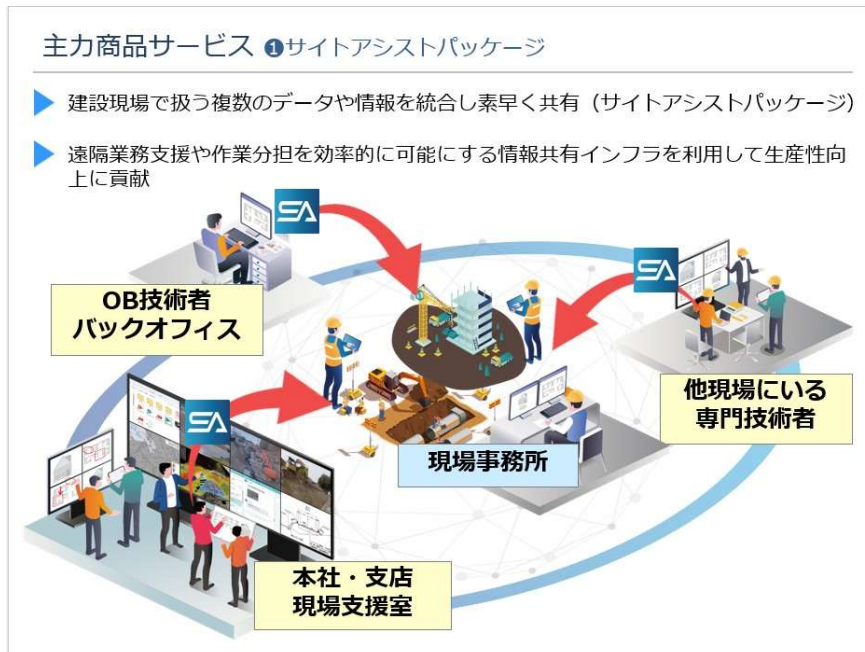 主力商品サービス ❶サイトアシストパッケージ
建設現場で扱う複数のデータや情報を統合し素早く共有（サイトアシストパッケージ）
遠隔業務支援や作業分担を効率的に可能にする情報共有インフラを利用して生産性向
上に貢献
SA
OB技術者
バックオフィス
SA
他現場にいる
専門技術者
SA
現場事務所
本社・支店
現場支援室